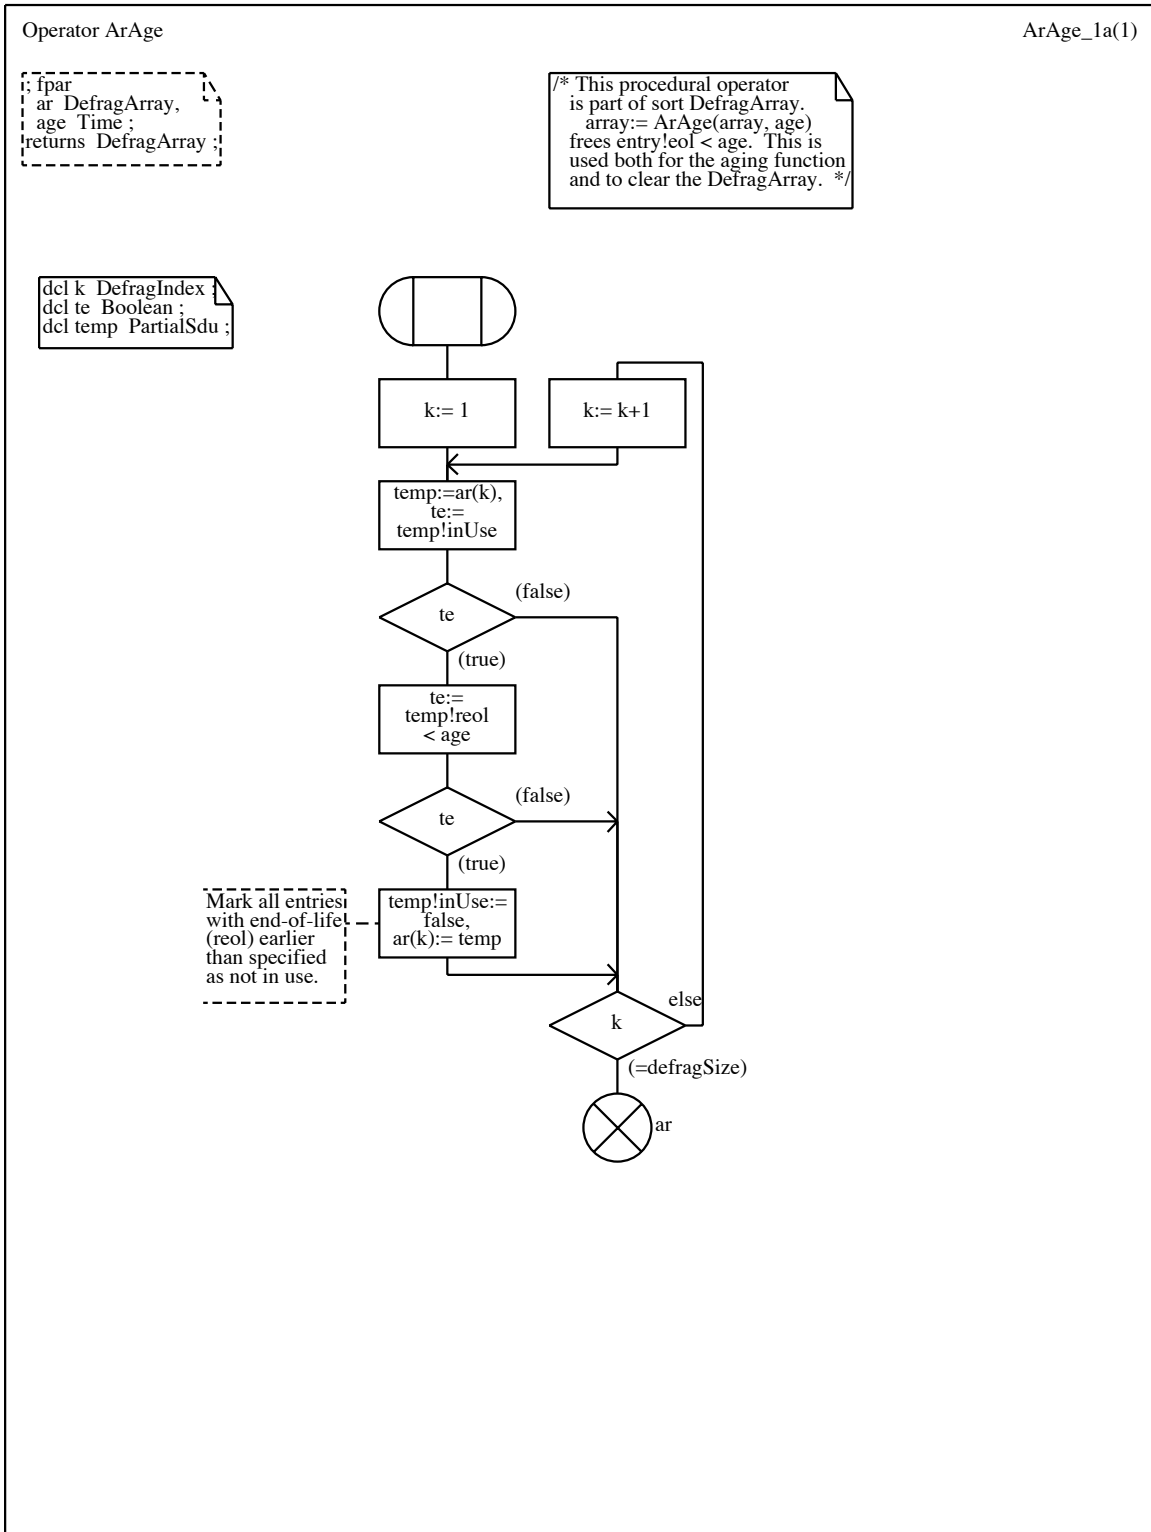 Operator ArAge
ArAge_1a(1)
; fpar
ar  DefragArray,
age  Time ;
returns  DefragArray ;
/* This procedural operator
is part of sort DefragArray.
array:= ArAge(array, age)
frees entry!eol < age.  This is
used both for the aging function
and to clear the DefragArray.  */
dcl k  DefragIndex ;
dcl te  Boolean ;
dcl temp  PartialSdu ;
k:= 1
k:= k+1
temp:=ar(k),
te:=
temp!inUse
(false)
te
(true)
te:=
temp!reol
< age
(false)
te
(true)
Mark all entries
with end-of-life
(reol) earlier
than specified
as not in use.
temp!inUse:=
false,
ar(k):= temp
else
k
(=defragSize)
ar